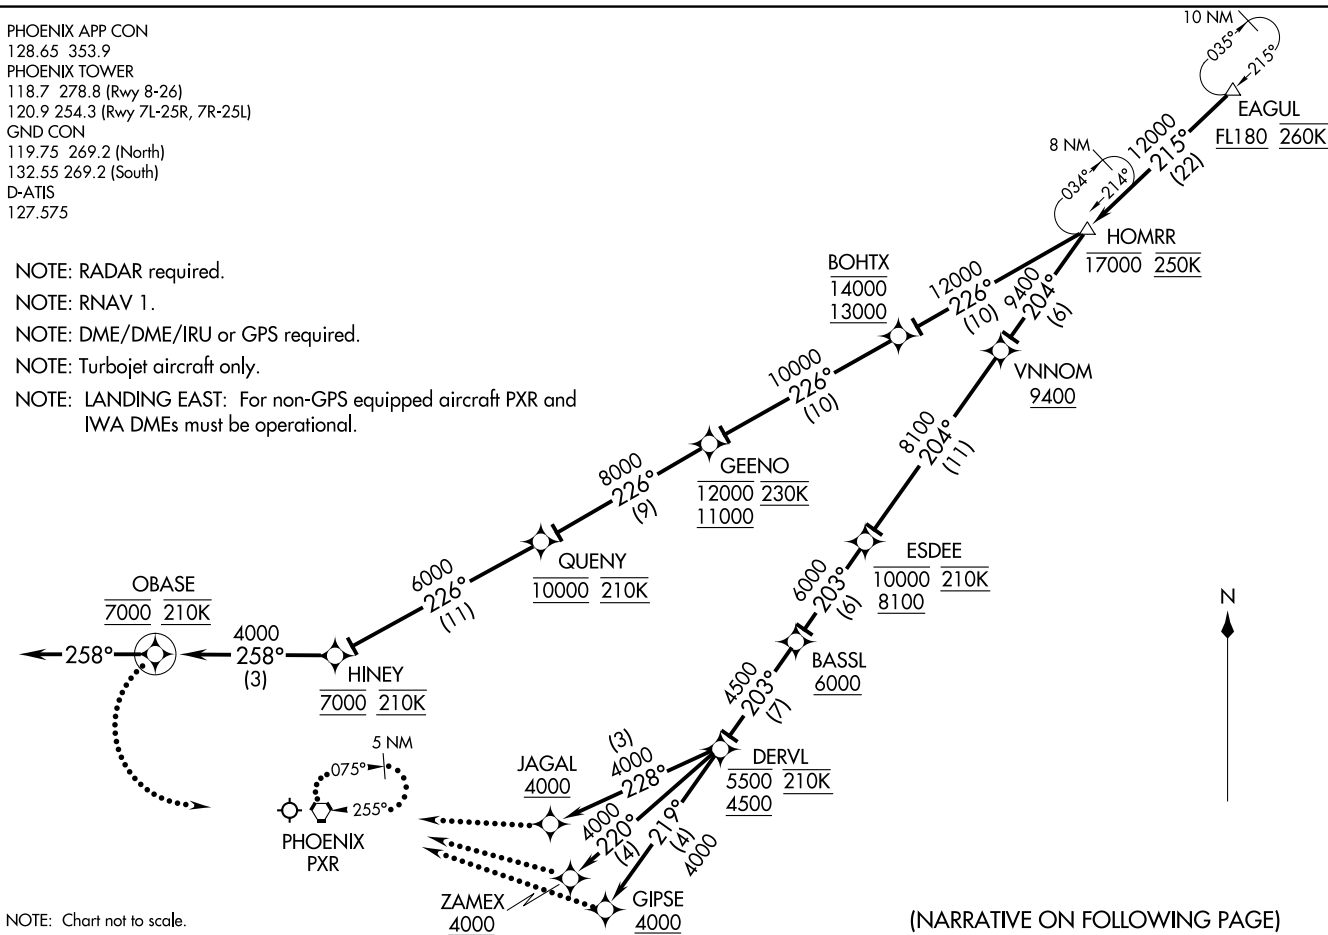 PHOENIX APP CON
128.65 353.9
PHOENIX TOWER
118.7 278.8 (Rwy 8-26)
120.9 254.3 (Rwy 7L-25R, 7R-25L)
GND CON
119.75 269.2 (North)
132.55 269.2 (South)
D-ATIS
127.575
NOTE: RADAR required.
NOTE: RNAV 1.
NOTE: DME/DME/IRU or GPS required.
NOTE: Turbojet aircraft only.
NOTE: LANDING EAST: For non-GPS equipped aircraft PXR and
IWA DMEs must be operational.
10 NM
035°
215°
EAGUL
FL180 260K
12000
215°
(22)
8 NM
034°
214°
HOMRR
17000 250K
12000
226°
(10)
BOHTX
14000
13000
9400
204°
(6)
VNNOM
9400
10000
226°
(10)
GEENO
12000 230K
11000
8100
204°
(11)
8000
226°
(9)
QUENY
10000 210K
ESDEE
10000 210K
8100
6000
226°
(11)
6000
203°
(6)
OBASE
7000 210K
258°
4000
258°
(3)
HINEY
7000 210K
BASSL
6000
4500
203°
(7)
N
DERVL
5500 210K
4500
(3)
4000
228°
JAGAL
4000
4000
220°
(4)
219°
(4)
4000
5 NM
075°
255°
PHOENIX
PXR
ZAMEX
4000
GIPSE
4000
NOTE: Chart not to scale.
(NARRATIVE ON FOLLOWING PAGE)